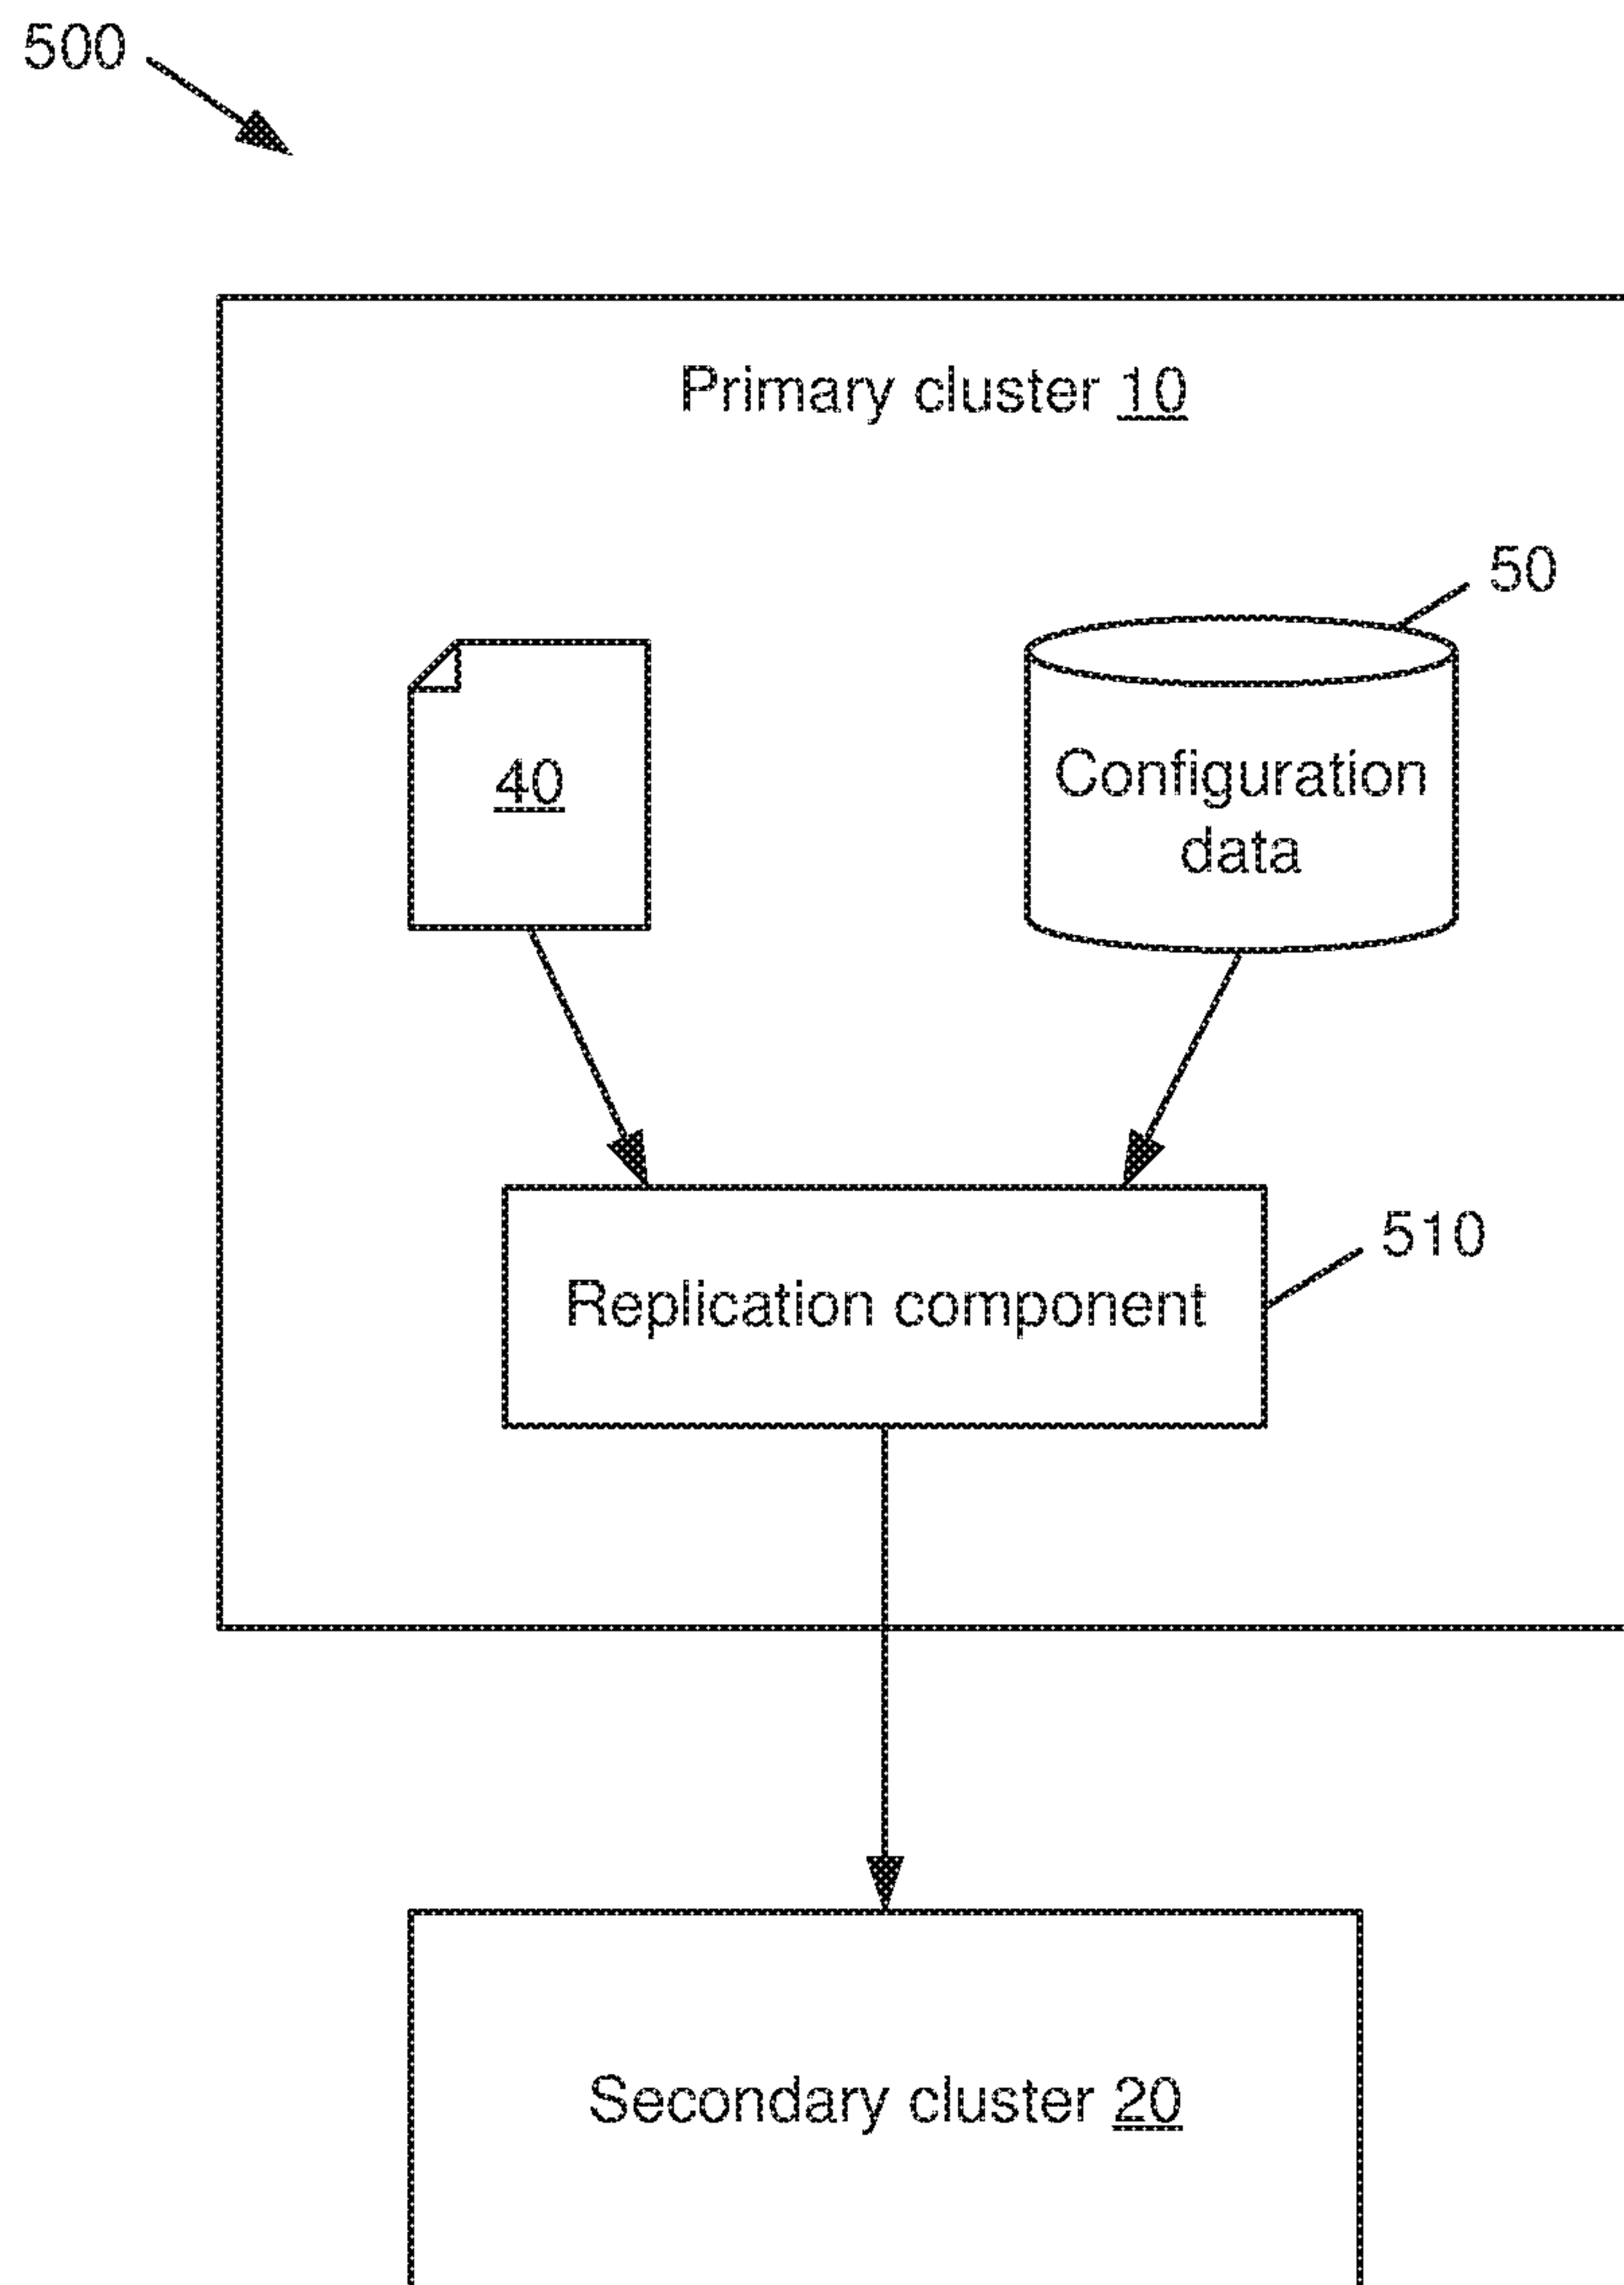 500
Primary cluster 10
50
40
Configuration
data
510
Replication component
Secondary cluster 20